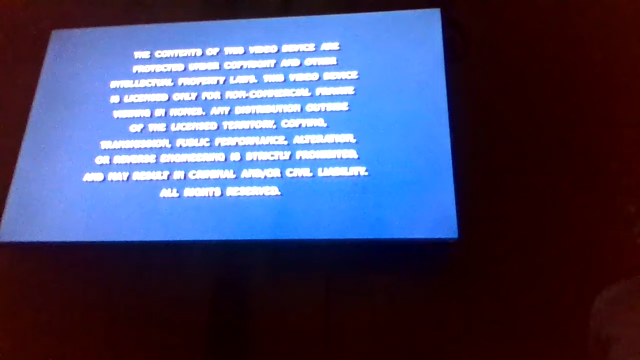 THE CONTENTS OF THIS VIDEO DEVICE ARE
PROTECTED UNDER COPYRIGHT AND OTHER
INTELLECTUAL PROPERTY LAWS. THIS VIDEO DEVICE
IS LICENSED ONLY FOR NON-COMMERCIAL PRIVATE
VIEWING IN HOMES. ANY DISTRIBUTION OUTSIDE
OF THE LICENSED TERRITORY, COPYING,
TRANSMISSION, PUBLIC PERFORMANCE, ALTERATION,
OR REVERSE ENGINEERING IS STRICTLY PROHIBITED,
AND MAY RESULT IN CRIMINAL AND/OR CIVIL LIABILITY.
ALL RIGHTS RESERVED.